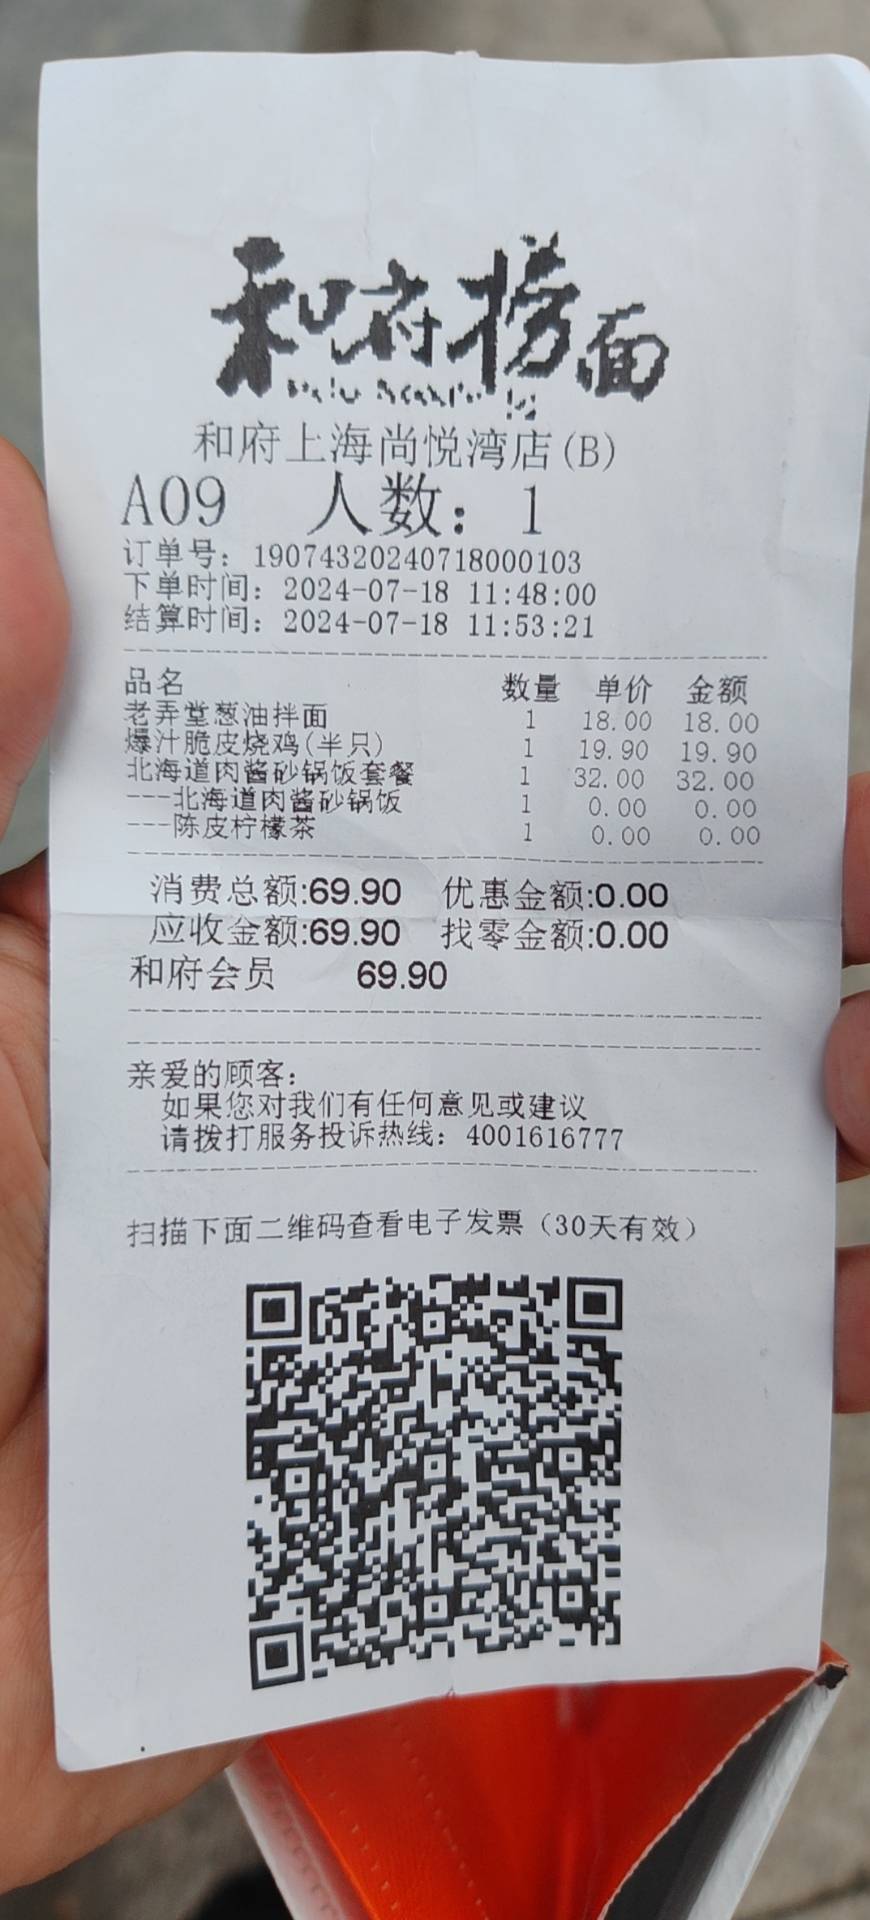 和府捞面
和府上海尚悦湾店(B)
A09 人数：1
订单号：19074320240718000103
下单时间：2024-07-18 11:48:00
结算时间：2024-07-18 11:53:21
品名 数量 单价 金额
老弄堂葱油拌面 1 18.00 18.00
爆汁脆皮烧鸡(半只) 1 19.90 19.90
北海道肉酱砂锅饭套餐 1 32.00 32.00
---北海道肉酱砂锅饭 1 0.00 0.00
---陈皮柠檬茶 1 0.00 0.00
消费总额:69.90 优惠金额:0.00
应收金额:69.90 找零金额:0.00
和府会员 69.90
亲爱的顾客：
如果您对我们有任何意见或建议
请拨打服务投诉热线：4001616777
扫描下面二维码查看电子发票（30天有效）